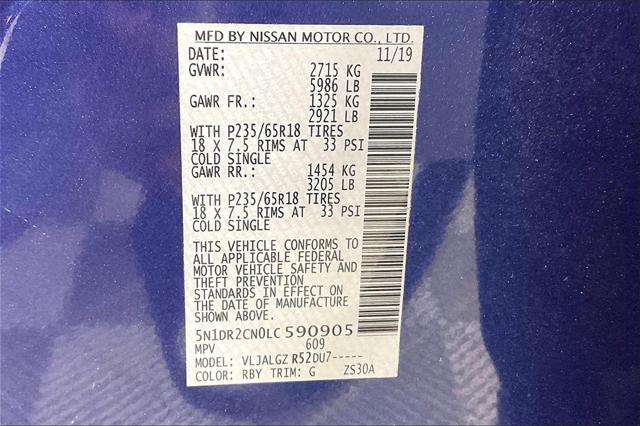 MFD BY NISSAN MOTOR CO., LTD.
DATE: 11/19
GVWR: 2715 KG
5986 LB
GAWR FR.: 1325 KG
2921 LB
WITH P235/65R18 TIRES
18 X 7.5 RIMS AT 33 PSI
COLD SINGLE
GAWR RR.: 1454 KG
3205 LB
WITH P235/65R18 TIRES
18 X 7.5 RIMS AT 33 PSI
COLD SINGLE
THIS VEHICLE CONFORMS TO
ALL APPLICABLE FEDERAL
MOTOR VEHICLE SAFETY AND
THEFT PREVENTION
STANDARDS IN EFFECT ON
THE DATE OF MANUFACTURE
SHOWN ABOVE.
5N1DR2CN0LC590905
MPV 609
MODEL: VLJALGZ R52DU7-----
COLOR: RBY TRIM: G ZS30A